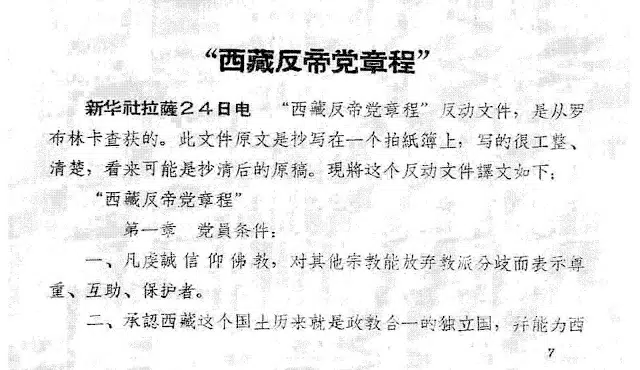 “西藏反帝党章程”
新华社拉薩24日电　“西藏反帝党章程”反动文件，是从罗
布林卡查获的。此文件原文是抄写在一个拍紙簿上，写的很工整、
清楚，看来可能是抄清后的原稿。現將这个反动文件譯文如下：
“西藏反帝党章程”
第一章　党員条件：
一、凡虔誠信仰佛教，对其他宗教能放弃教派分歧而表示尊
重、互助、保护者。
二、承認西藏这个国土历来就是政教合一的独立国，并能为西
7